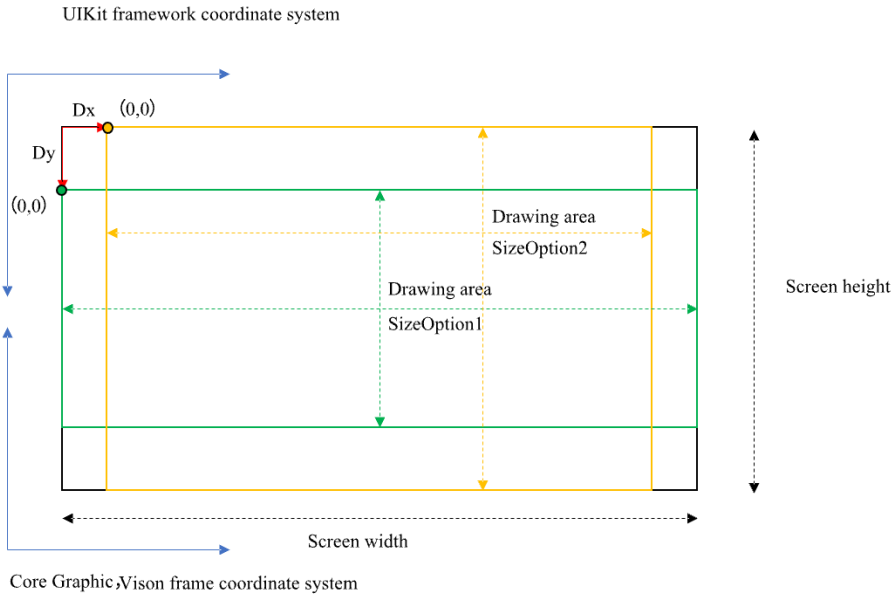 UIKit framework coordinate system
Dx (0,0)
Dy
(0,0)
Drawing area
SizeOption2
Drawing area
SizeOption1
Screen height
Screen width
Core Graphic,Vison frame coordinate system